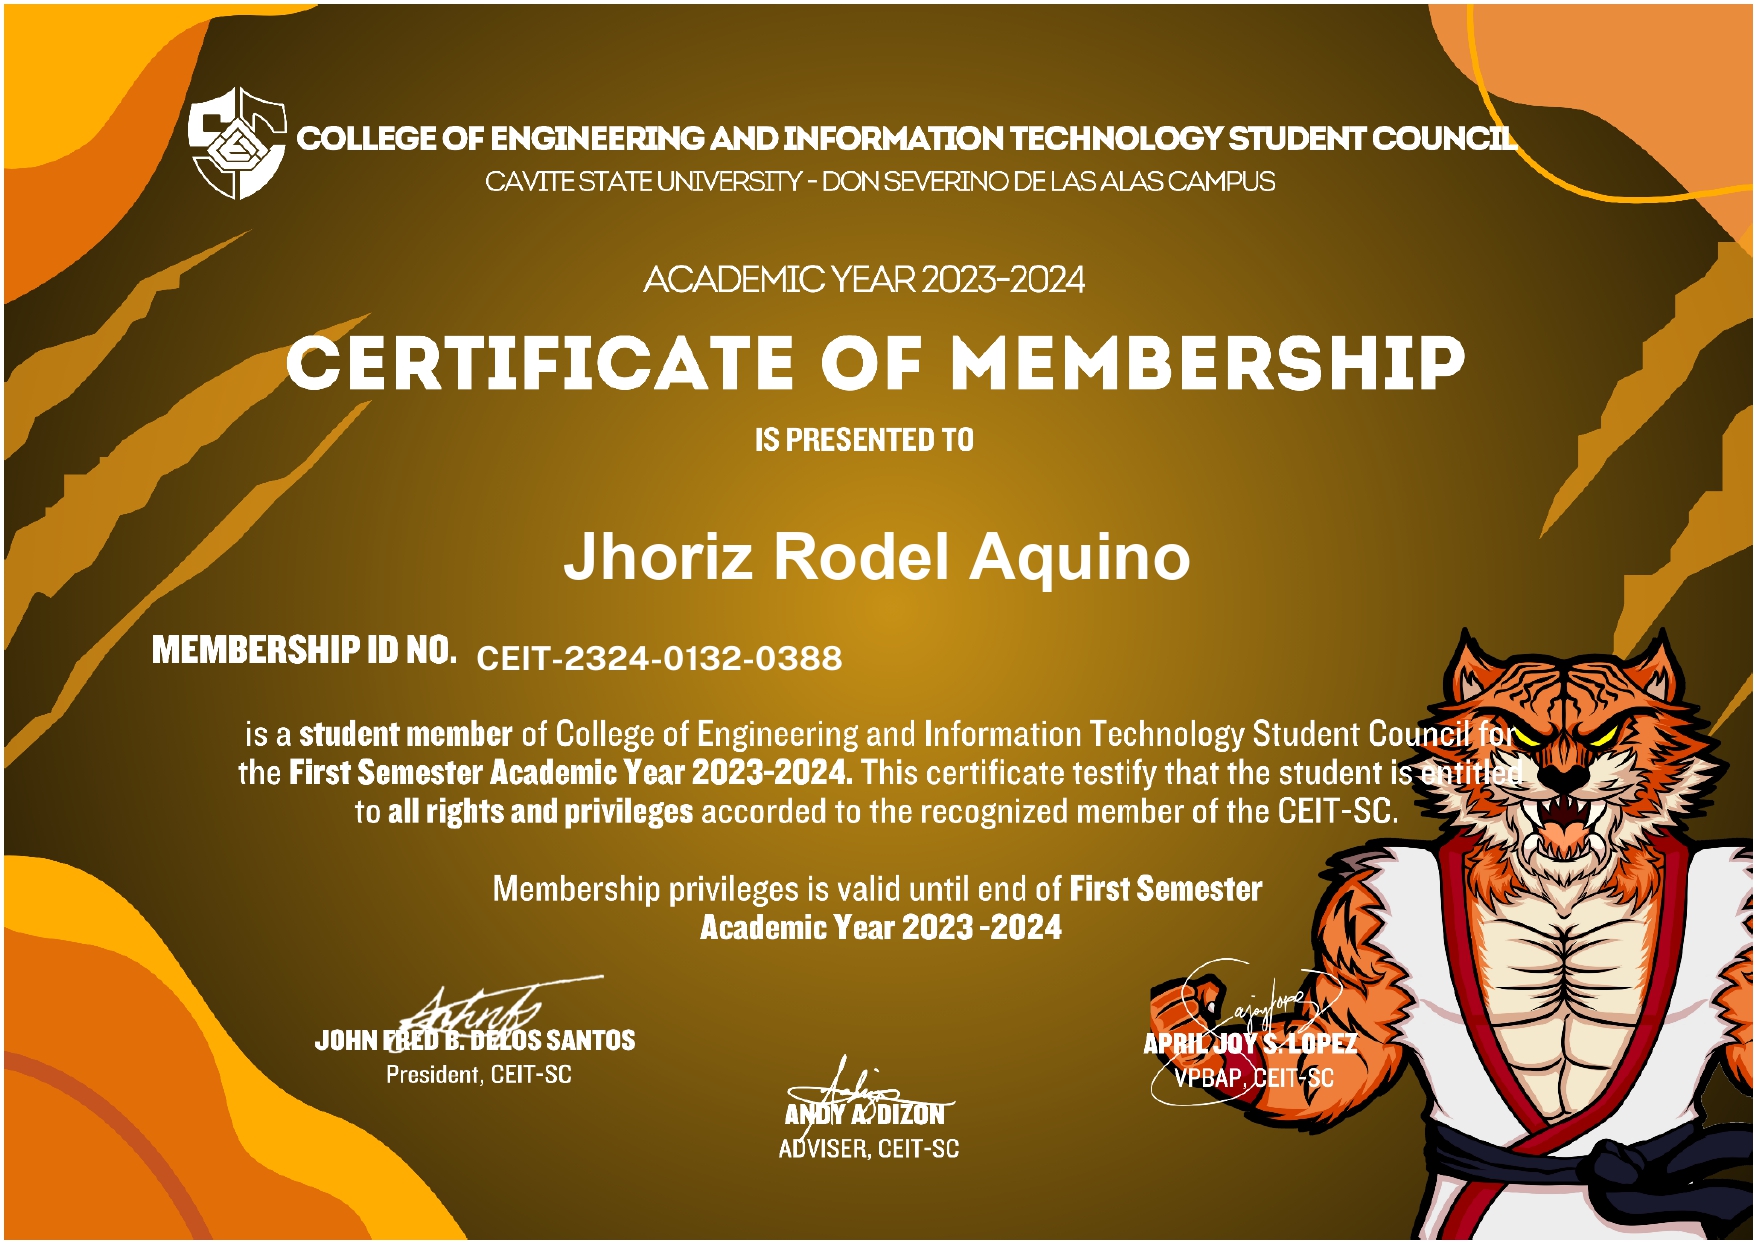 COLLEGE OF ENGINEERING AND INFORMATION TECHNOLOGY STUDENT COUNCIL
CAVITE STATE UNIVERSITY - DON SEVERINO DE LAS ALAS CAMPUS
ACADEMIC YEAR 2023-2024
CERTIFICATE OF MEMBERSHIP
IS PRESENTED TO
Jhoriz Rodel Aquino
MEMBERSHIP ID NO. CEIT-2324-0132-0388
is a student member of College of Engineering and Information Technology Student Council for
the First Semester Academic Year 2023-2024. This certificate testify that the student is entitled
to all rights and privileges accorded to the recognized member of the CEIT-SC.
Membership privileges is valid until end of First Semester
Academic Year 2023 -2024
JOHN FRED B. DELOS SANTOS
President, CEIT-SC
APRIL JOY S. LOPEZ
VPBAP, CEIT-SC
ANDY A. DIZON
ADVISER, CEIT-SC